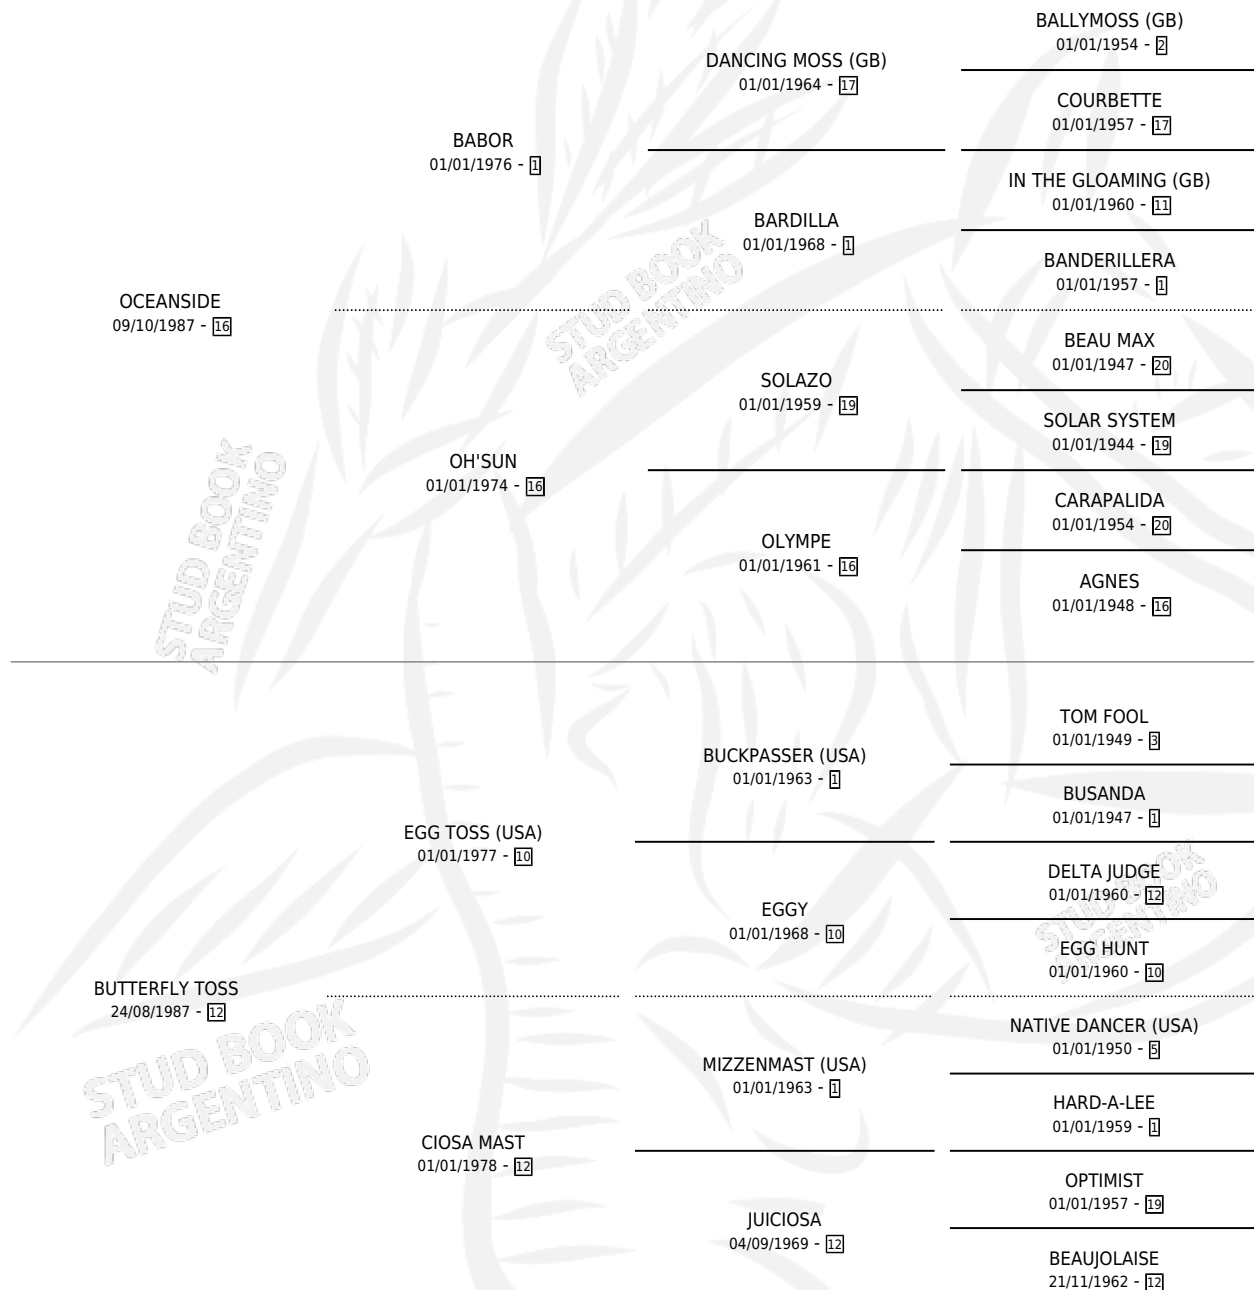 BALLYMOSS (GB)
01/01/1954 - 2
DANCING MOSS (GB)
01/01/1964 - 17
COURBETTE
01/01/1957 - 17
BABOR
01/01/1976 - 1
IN THE GLOAMING (GB)
01/01/1960 - 11
BARDILLA
01/01/1968 - 1
BANDERILLERA
01/01/1957 - 1
OCEANSIDE
09/10/1987 - 16
STUD BOOK
ARGENTINO
BEAU MAX
01/01/1947 - 20
SOLAZO
01/01/1959 - 19
SOLAR SYSTEM
01/01/1944 - 19
OH'SUN
01/01/1974 - 16
CARAPALIDA
01/01/1954 - 20
OLYMPE
01/01/1961 - 16
AGNES
01/01/1948 - 16
STUD BOOK
ARGENTINO
TOM FOOL
01/01/1949 - 3
BUCKPASSER (USA)
01/01/1963 - 1
BUSANDA
01/01/1947 - 1
EGG TOSS (USA)
01/01/1977 - 10
DELTA JUDGE
01/01/1960 - 12
EGGY
01/01/1968 - 10
EGG HUNT
01/01/1960 - 10
STUD BOOK
ARGENTINO
BUTTERFLY TOSS
24/08/1987 - 12
NATIVE DANCER (USA)
01/01/1950 - 5
MIZZENMAST (USA)
01/01/1963 - 1
HARD-A-LEE
01/01/1959 - 1
STUD BOOK
ARGENTINO
CIOSA MAST
01/01/1978 - 12
OPTIMIST
01/01/1957 - 19
JUICIOSA
04/09/1969 - 12
BEAUJOLAISE
21/11/1962 - 12